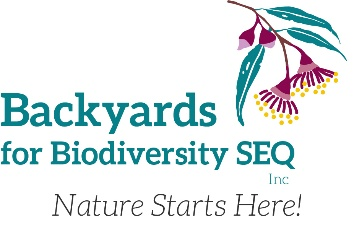 Backyards
for Biodiversity SEQ
Inc
Nature Starts Here!